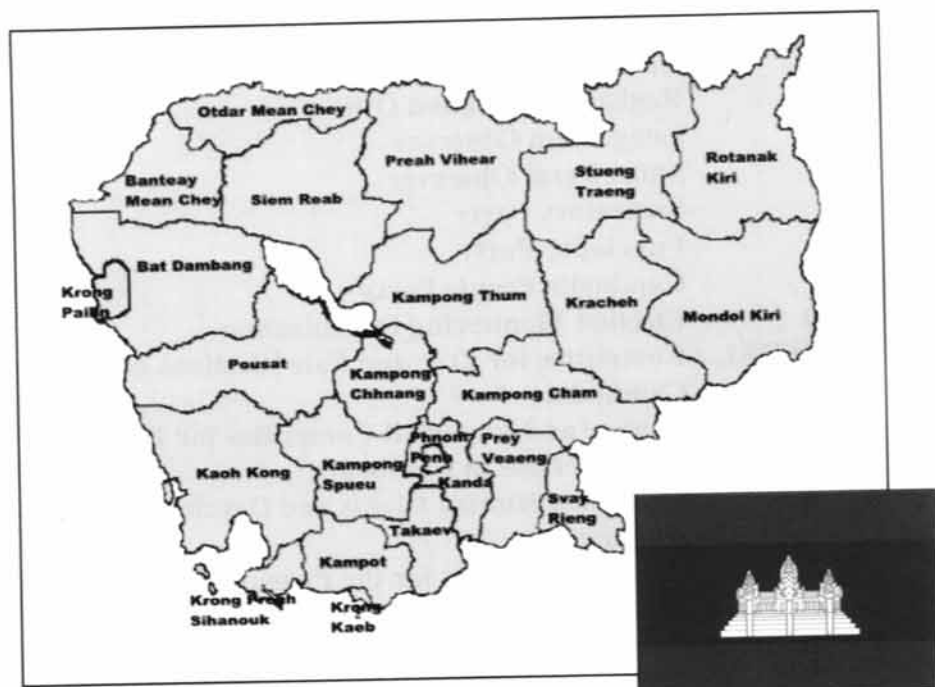 Otdar Mean Chey
Preah Vihear
Rotanak
Kiri
Stueng
Traeng
Banteay
Mean Chey
Siem Reab
Bat Dambang
Krong
Pailin
Kampong Thum
Kracheh
Mondol Kiri
Pousat
Kampong
Chhnang
Kampong Cham
Phnom
Penh
Prey
Veaeng
Kaoh Kong
Kampong
Spueu
Kanda
Svay
Rieng
Takaev
Kampot
Krong Preah
Sihanouk
Krong
Kaeb